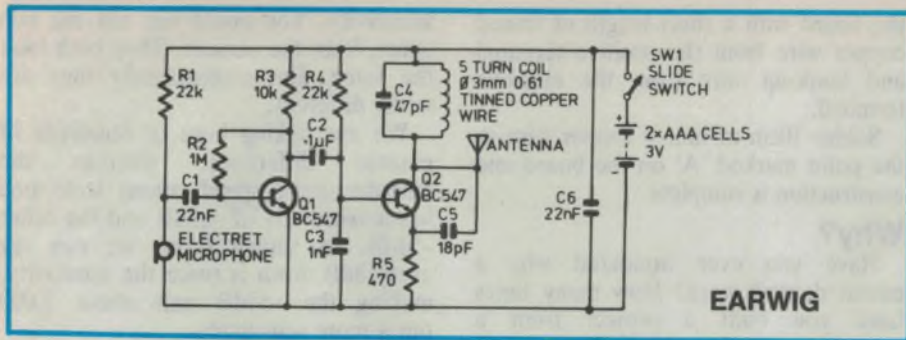 R1
22k
R3
10k
R4
22k
C4
47pF
5 TURN COIL
Ø 3mm 0·61
TINNED COPPER
WIRE
SW1
SLIDE
SWITCH
R2
1M
C2
·1µF
ANTENNA
+
2× AAA CELLS
3V
C1
22nF
Q1
BC547
Q2
BC547
C6
22nF
C3
1nF
C5
18pF
ELECTRET
MICROPHONE
R5
470
EARWIG